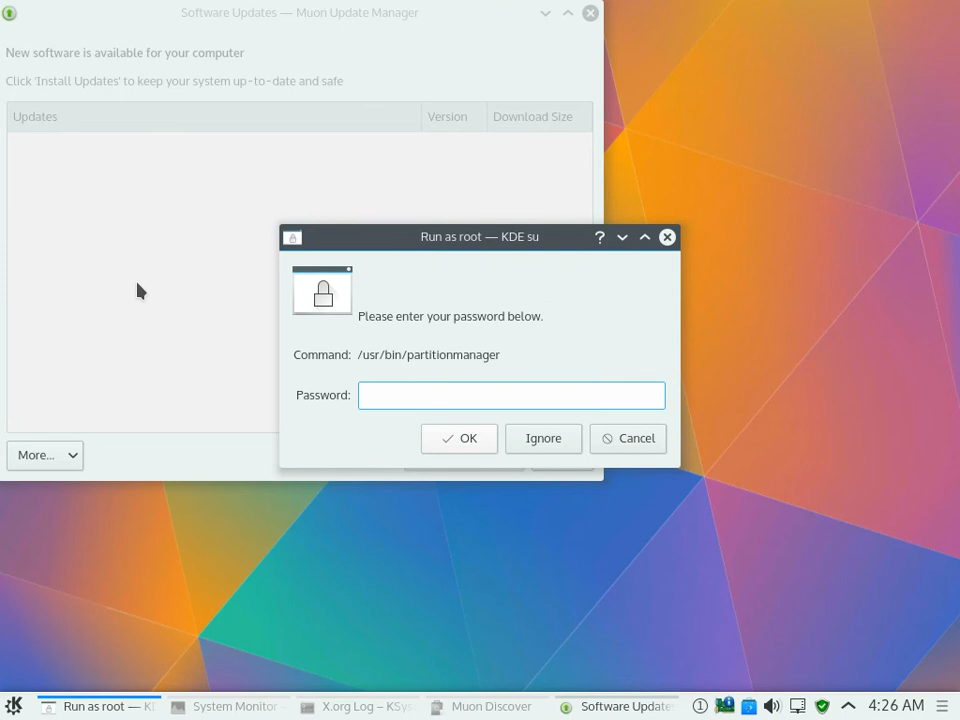 Software Updates — Muon Update Manager
New software is available for your computer
Click 'Install Updates' to keep your system up-to-date and safe
Updates Version Download Size
Run as root — KDE su
?
Please enter your password below.
Command: /usr/bin/partitionmanager
Password:
OK Ignore Cancel
More...
Run as root — KD System Monitor X.org Log – KSys Muon Discover Software Updates 1 4:26 AM